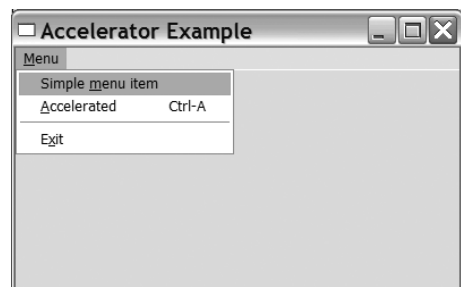 Accelerator Example
Menu
Simple menu item
Accelerated Ctrl-A
Exit